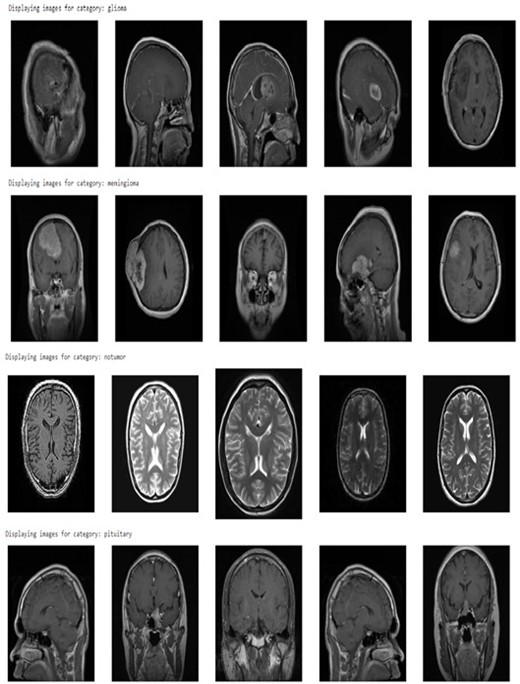 Displaying images for category: glioma
Displaying images for category: meningioma
Displaying images for category: notumor
Displaying images for category: pituitary